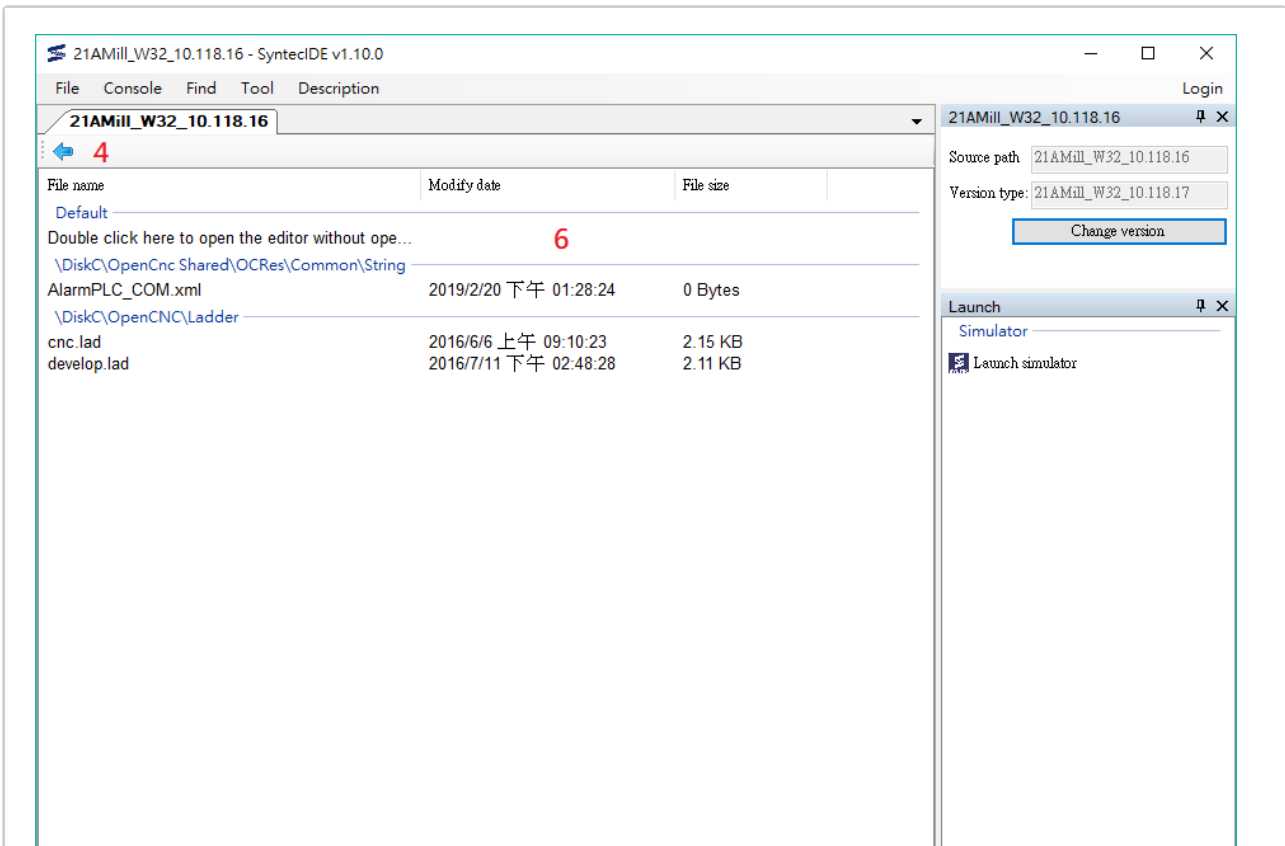 21AMill_W32_10.118.16 - SyntecIDE v1.10.0
File Console Find Tool Description Login
21AMill_W32_10.118.16
4
File name Modify date File size
Default
Double click here to open the editor without ope...
6
\DiskC\OpenCnc Shared\OCRes\Common\String
AlarmPLC_COM.xml 2019/2/20 下午 01:28:24 0 Bytes
\DiskC\OpenCNC\Ladder
cnc.lad 2016/6/6 上午 09:10:23 2.15 KB
develop.lad 2016/7/11 下午 02:48:28 2.11 KB
21AMill_W32_10.118.16
Source path 21AMill_W32_10.118.16
Version type: 21AMill_W32_10.118.17
Change version
Launch
Simulator
Launch simulator